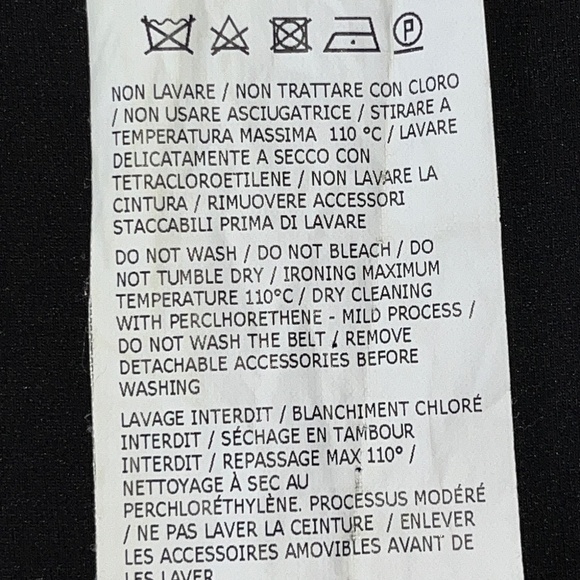 P
NON LAVARE / NON TRATTARE CON CLORO
/ NON USARE ASCIUGATRICE / STIRARE A
TEMPERATURA MASSIMA 110 °C / LAVARE
DELICATAMENTE A SECCO CON
TETRACLOROETILENE / NON LAVARE LA
CINTURA / RIMUOVERE ACCESSORI
STACCABILI PRIMA DI LAVARE
DO NOT WASH / DO NOT BLEACH / DO
NOT TUMBLE DRY / IRONING MAXIMUM
TEMPERATURE 110°C / DRY CLEANING
WITH PERCLHORETHENE - MILD PROCESS /
DO NOT WASH THE BELT / REMOVE
DETACHABLE ACCESSORIES BEFORE
WASHING
LAVAGE INTERDIT / BLANCHIMENT CHLORÉ
INTERDIT / SÉCHAGE EN TAMBOUR
INTERDIT / REPASSAGE MAX 110° /
NETTOYAGE À SEC AU
PERCHLORÉTHYLÈNE. PROCESSUS MODÉRÉ
/ NE PAS LAVER LA CEINTURE / ENLEVER
LES ACCESSOIRES AMOVIBLES AVANT DE
LES LAVER